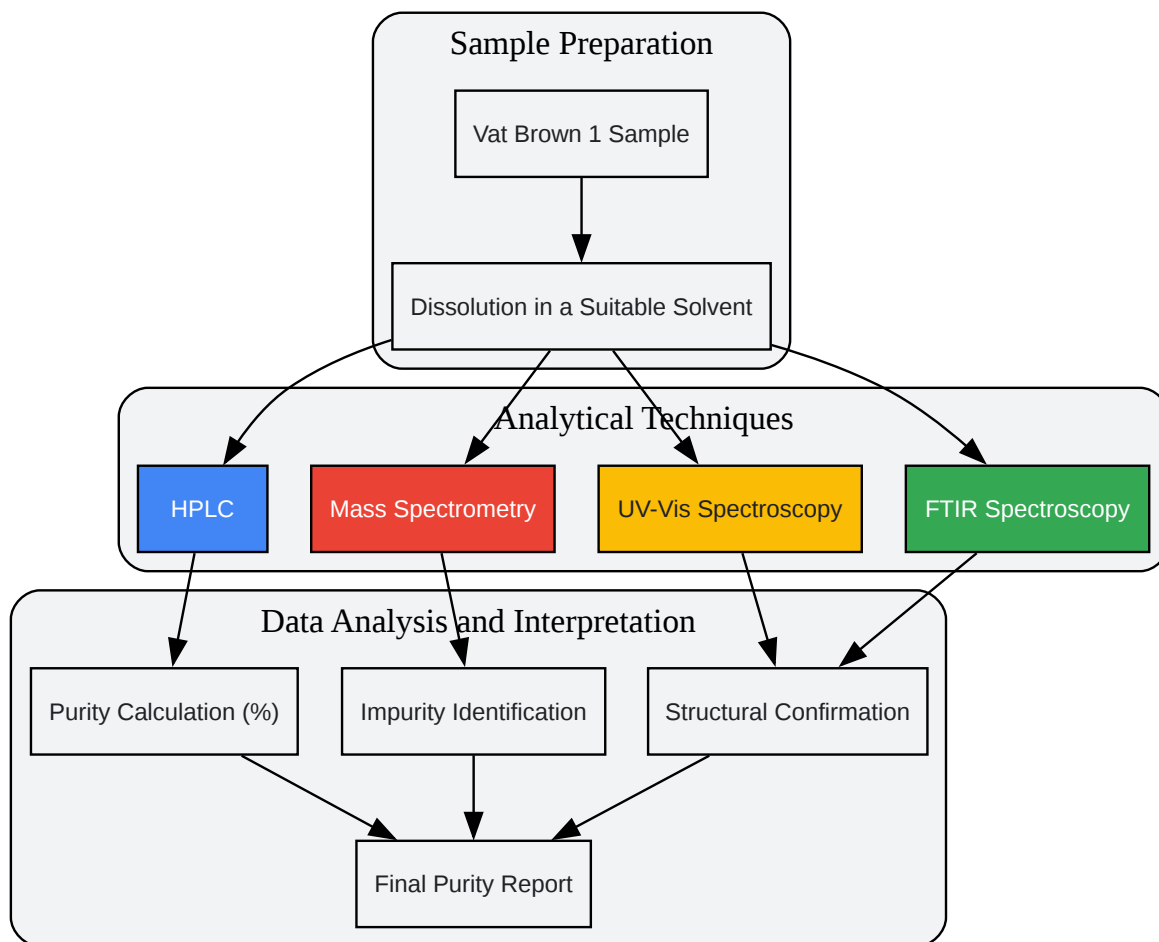 Sample Preparation
Vat Brown 1 Sample
Dissolution in a Suitable Solvent
Analytical Techniques
HPLC
Mass Spectrometry
UV-Vis Spectroscopy
FTIR Spectroscopy
Data Analysis and Interpretation
Purity Calculation (%)
Impurity Identification
Structural Confirmation
Final Purity Report